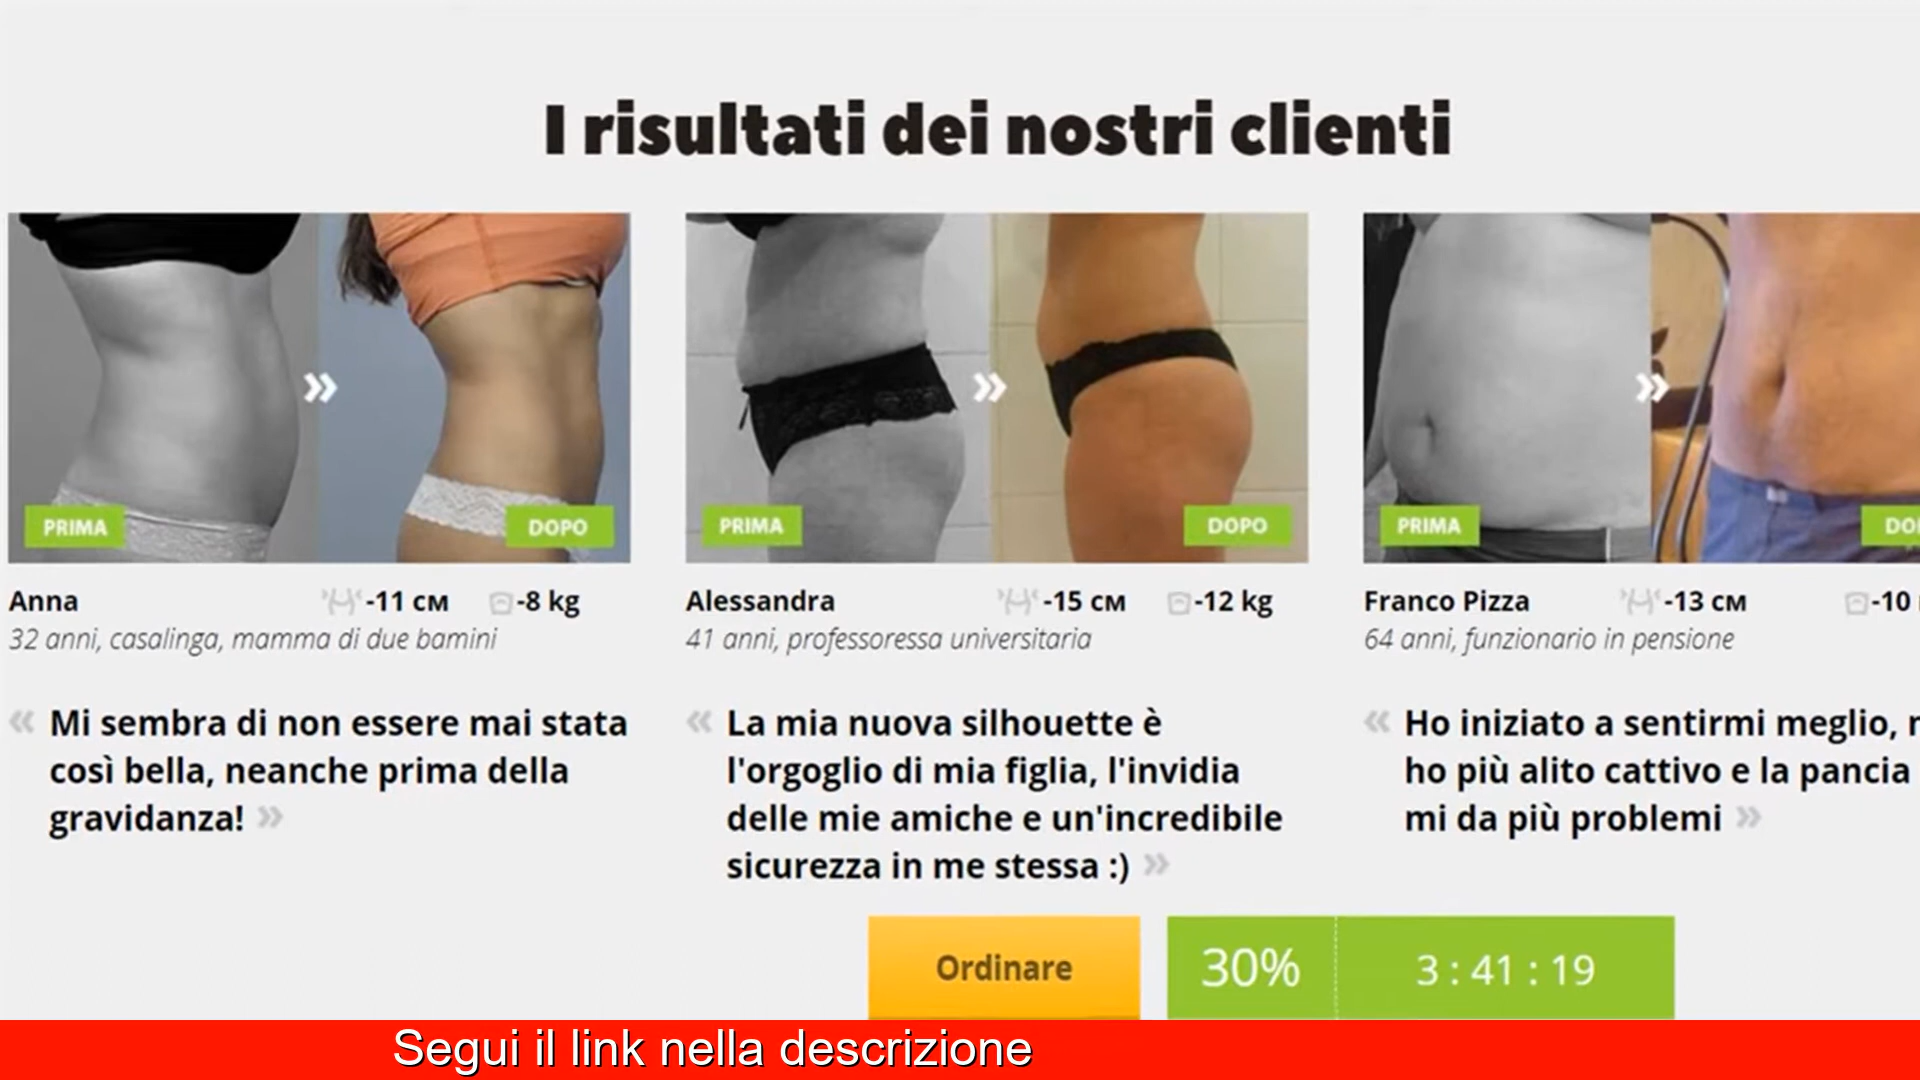 I risultati dei nostri clienti
PRIMA
DOPO
PRIMA
DOPO
PRIMA
Anna -11 см -8 kg
32 anni, casalinga, mamma di due bamini
« Mi sembra di non essere mai stata
così bella, neanche prima della
gravidanza! »
Alessandra -15 см -12 kg
41 anni, professoressa universitaria
« La mia nuova silhouette è
l'orgoglio di mia figlia, l'invidia
delle mie amiche e un'incredibile
sicurezza in me stessa :) »
Franco Pizza -13 см -10
64 anni, funzionario in pensione
« Ho iniziato a sentirmi meglio,
ho più alito cattivo e la pancia
mi da più problemi »
Ordinare
30% 3 : 41 : 19
Segui il link nella descrizione